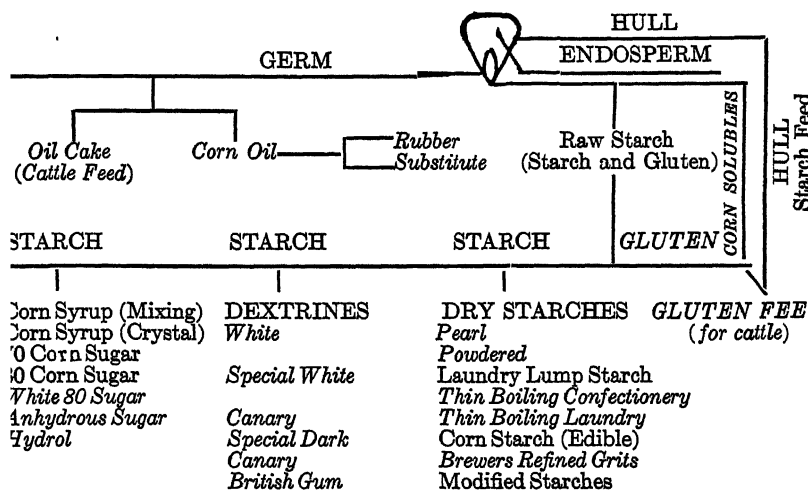 HULL
GERM
ENDOSPERM
Oil Cake
(Cattle Feed)
Corn Oil
Rubber
Substitute
Raw Starch
(Starch and Gluten)
CORN SOLUBLES
HULL
Starch Feed
STARCH
STARCH
STARCH
GLUTEN
Corn Syrup (Mixing)
Corn Syrup (Crystal)
0 Corn Sugar
80 Corn Sugar
White 80 Sugar
Anhydrous Sugar
Hydrol
DEXTRINES
White
Special White
Canary
Special Dark
Canary
British Gum
DRY STARCHES
Pearl
Powdered
Laundry Lump Starch
Thin Boiling Confectionery
Thin Boiling Laundry
Corn Starch (Edible)
Brewers Refined Grits
Modified Starches
GLUTEN FEE
(for cattle)